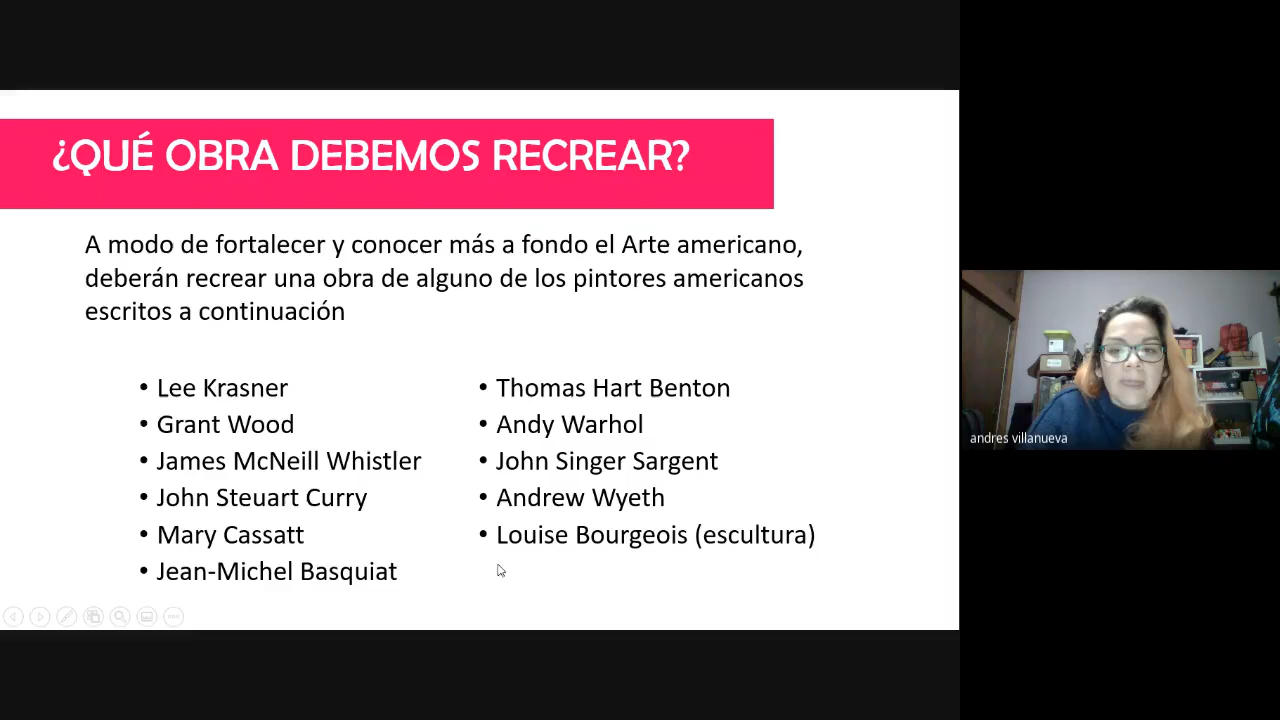 ¿QUÉ OBRA DEBEMOS RECREAR?
A modo de fortalecer y conocer más a fondo el Arte americano,
deberán recrear una obra de alguno de los pintores americanos
escritos a continuación
• Lee Krasner
• Grant Wood
• James McNeill Whistler
• John Steuart Curry
• Mary Cassatt
• Jean-Michel Basquiat
• Thomas Hart Benton
• Andy Warhol
• John Singer Sargent
• Andrew Wyeth
• Louise Bourgeois (escultura)
andres villanueva